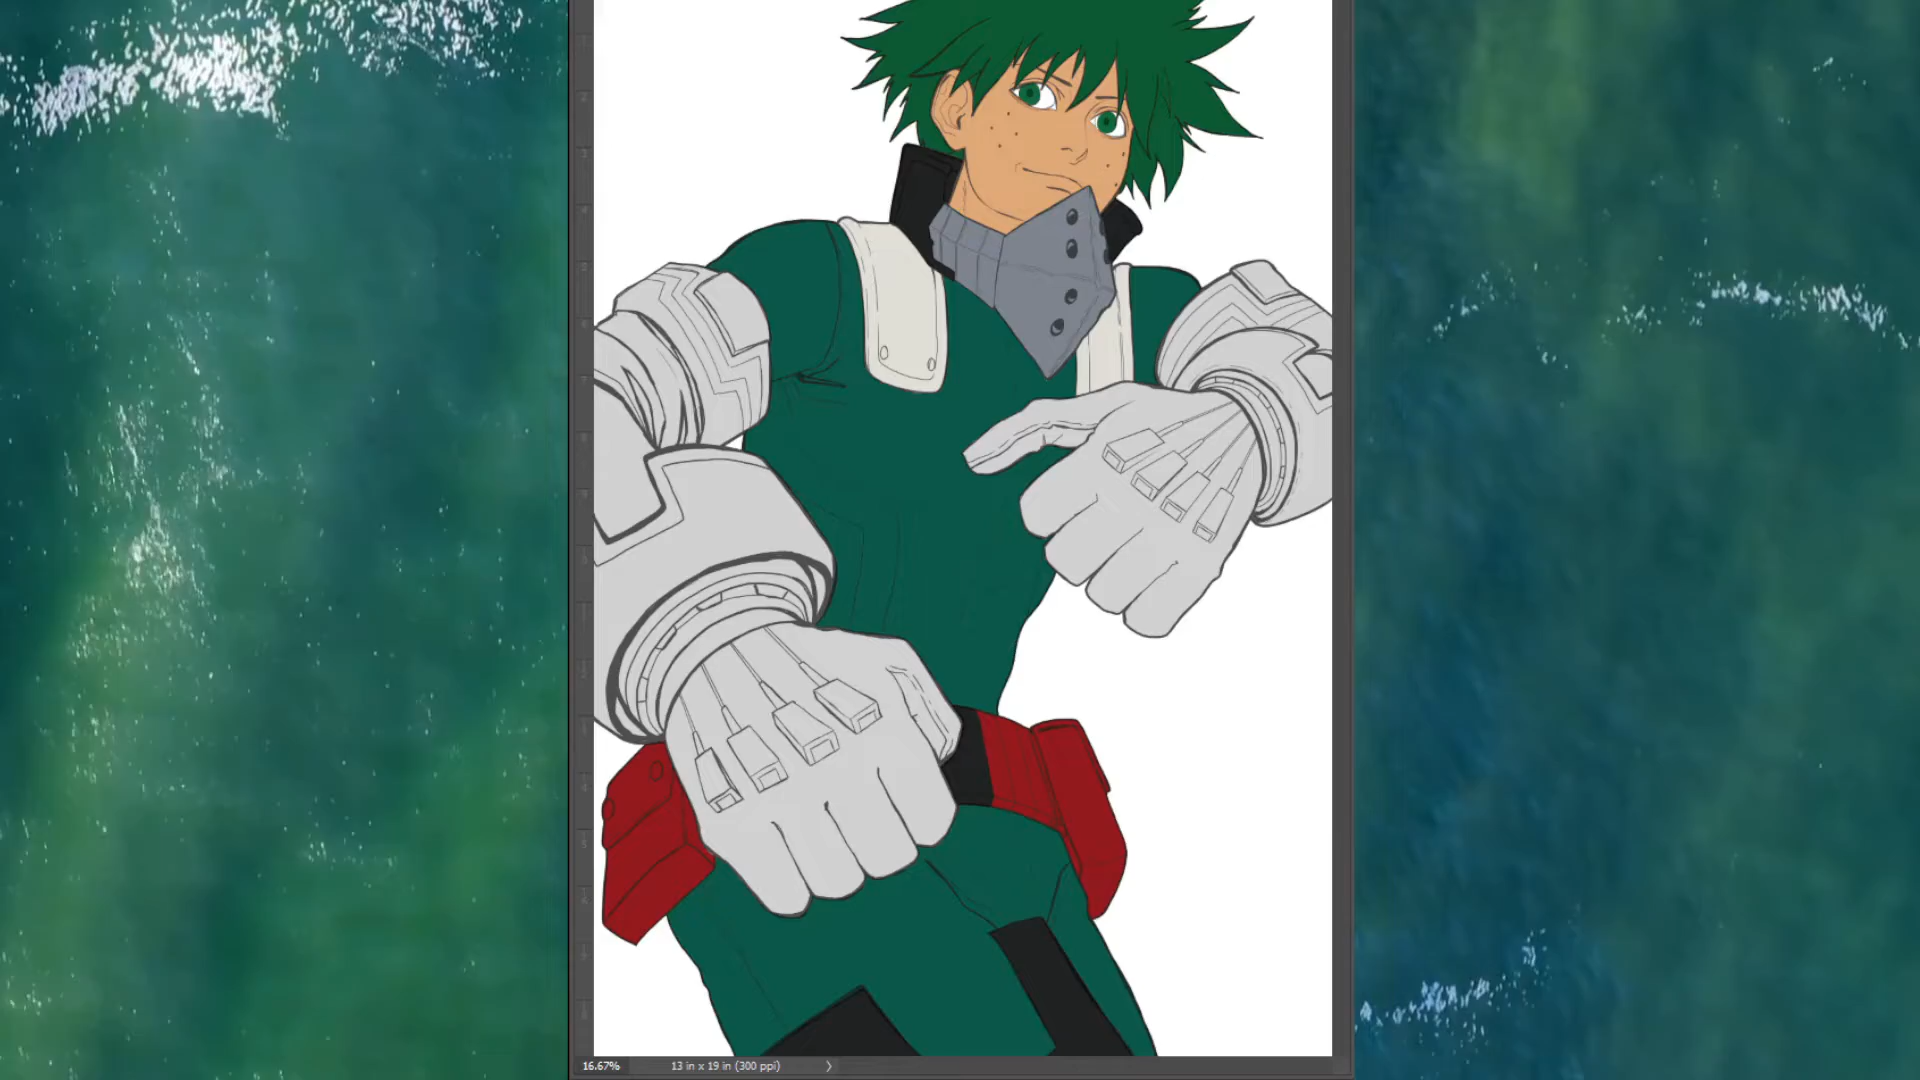 16.67% 13 in x 19 in (300 ppi)